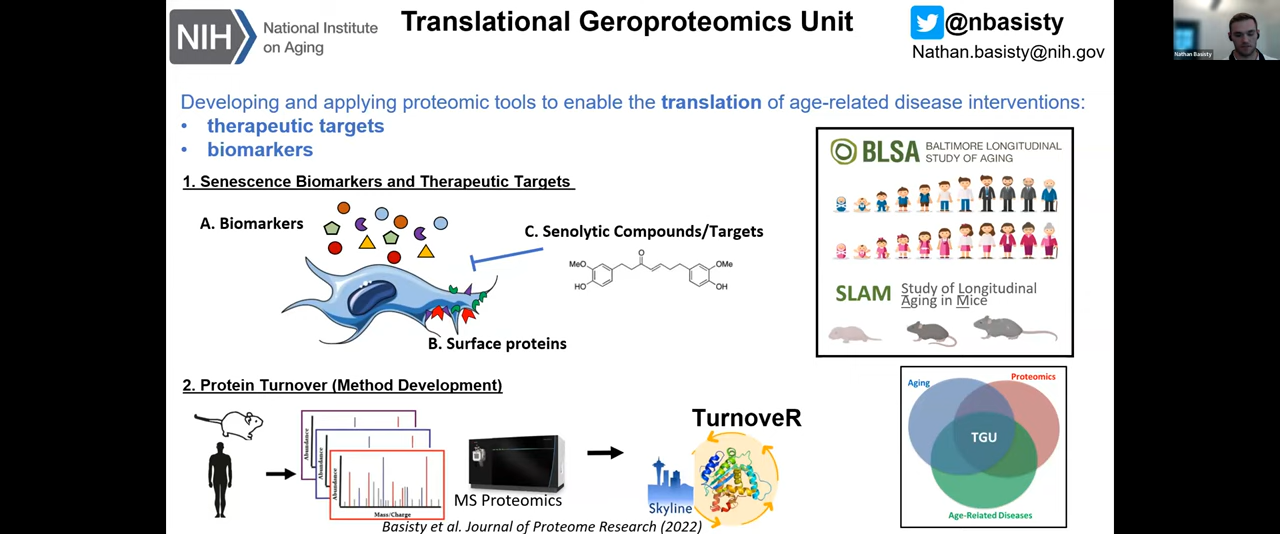 NIH
National Institute
on Aging
Translational Geroproteomics Unit
@nbasisty
Nathan.basisty@nih.gov
Nathan Basisty
Developing and applying proteomic tools to enable the translation of age-related disease interventions:
• therapeutic targets
• biomarkers
1. Senescence Biomarkers and Therapeutic Targets
A. Biomarkers
C. Senolytic Compounds/Targets
MeO
O
OMe
HO
OH
B. Surface proteins
BLSA
BALTIMORE LONGITUDINAL
STUDY OF AGING
SLAM
Study of Longitudinal
Aging in Mice
2. Protein Turnover (Method Development)
Abundance
Abundance
Abundance
Mass/Charge
MS Proteomics
TurnoveR
Skyline
Basisty et al. Journal of Proteome Research (2022)
Aging
Proteomics
TGU
Age-Related Diseases